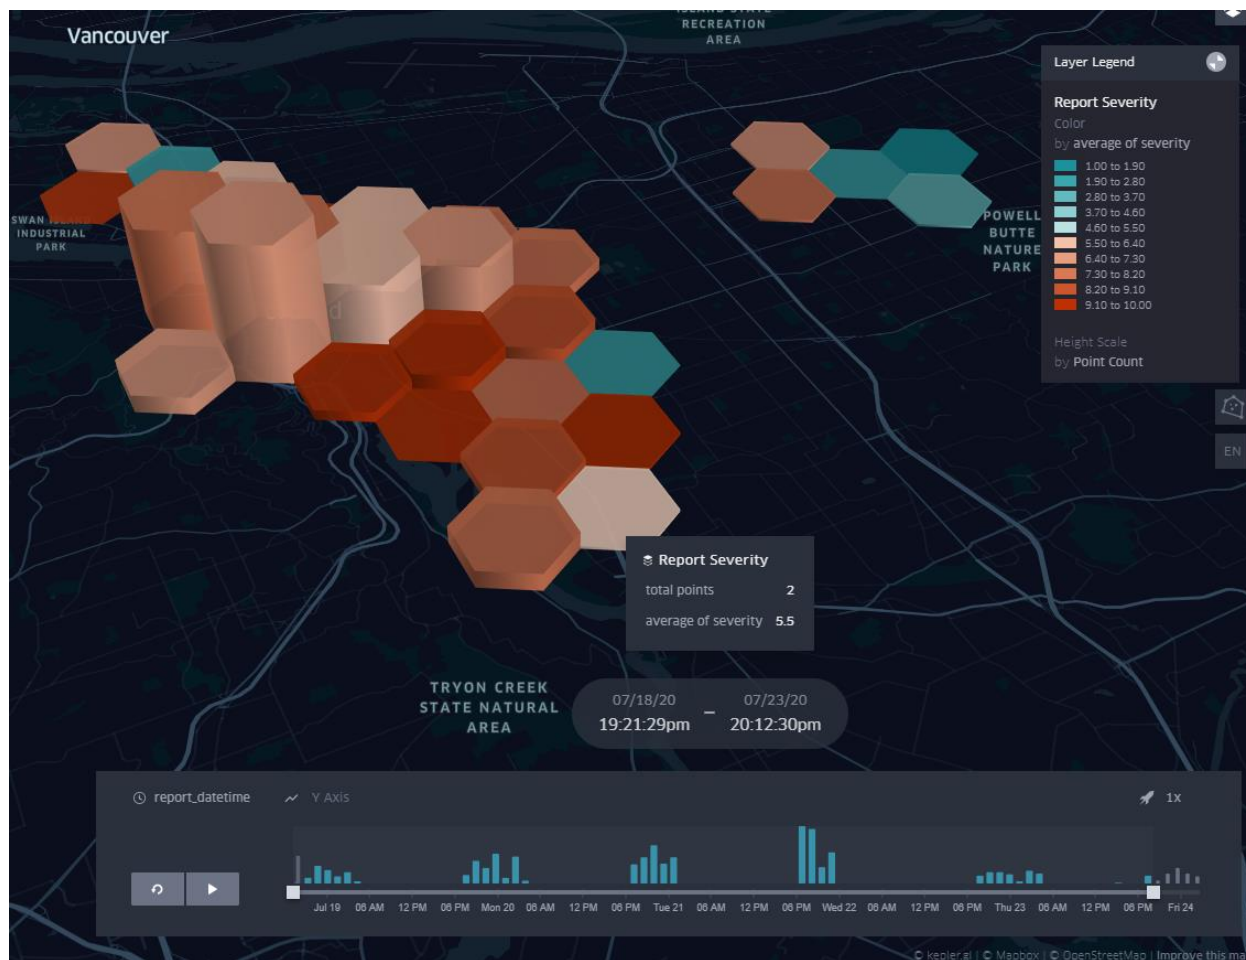 ISLAND STATE
RECREATION
AREA
Vancouver
Layer Legend
Report Severity
Color
by average of severity
1.00 to 1.90
1.90 to 2.80
2.80 to 3.70
3.70 to 4.60
4.60 to 5.50
5.50 to 6.40
6.40 to 7.30
7.30 to 8.20
8.20 to 9.10
9.10 to 10.00
Height Scale
by Point Count
SWAN ISLAND
INDUSTRIAL
PARK
POWELL
BUTTE
NATURE
PARK
d
EN
Report Severity
total points 2
average of severity 5.5
TRYON CREEK
STATE NATURAL
AREA
07/18/20 07/23/20
19:21:29pm – 20:12:30pm
report_datetime Y Axis 1x
Jul 19 06 AM 12 PM 06 PM Mon 20 06 AM 12 PM 06 PM Tue 21 06 AM 12 PM 06 PM Wed 22 06 AM 12 PM 06 PM Thu 23 06 AM 12 PM 06 PM Fri 24
© kepler.gl | © Mapbox | © OpenStreetMap | Improve this ma